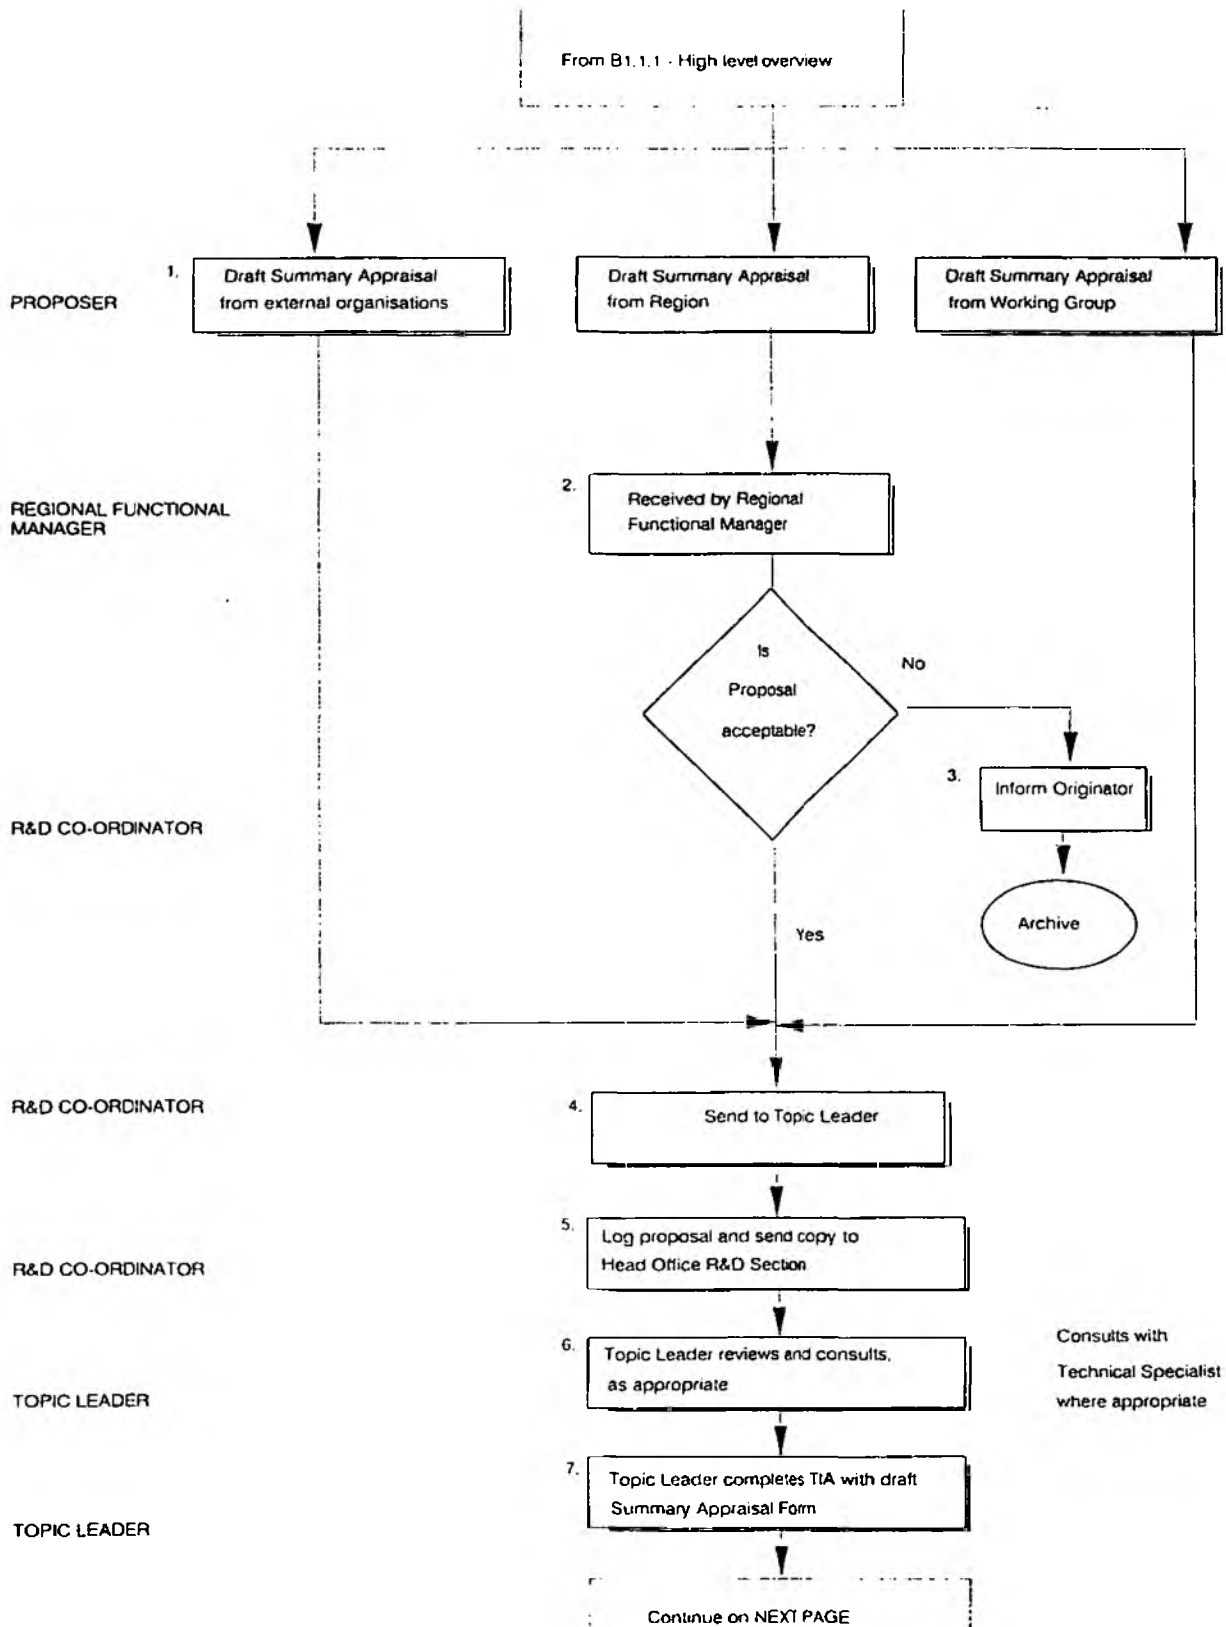 From B1.1.1 - High level overview
PROPOSER
1.
Draft Summary Appraisal
from external organisations
Draft Summary Appraisal
from Region
Draft Summary Appraisal
from Working Group
REGIONAL FUNCTIONAL
MANAGER
2.
Received by Regional
Functional Manager
Is
Proposal
acceptable?
No
3.
Inform Originator
R&D CO-ORDINATOR
Archive
Yes
R&D CO-ORDINATOR
4.
Send to Topic Leader
R&D CO-ORDINATOR
5.
Log proposal and send copy to
Head Office R&D Section
TOPIC LEADER
6.
Topic Leader reviews and consults,
as appropriate
Consults with
Technical Specialist
where appropriate
TOPIC LEADER
7.
Topic Leader completes TIA with draft
Summary Appraisal Form
Continue on NEXT PAGE